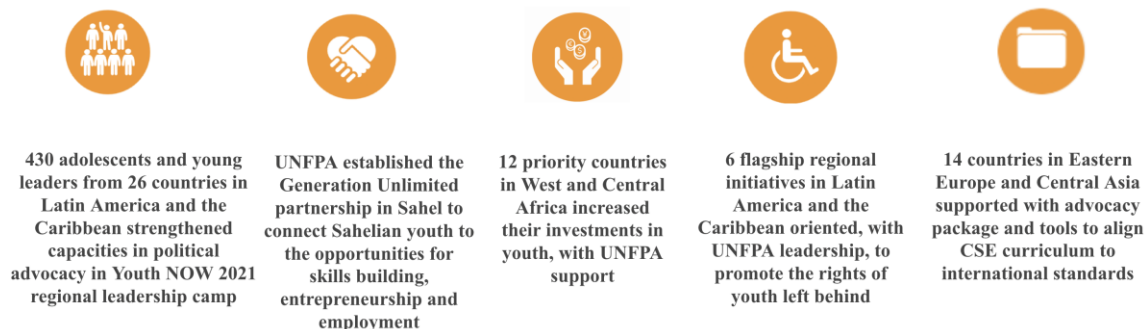 430 adolescents and young
leaders from 26 countries in
Latin America and the
Caribbean strengthened
capacities in political
advocacy in Youth NOW 2021
regional leadership camp
UNFPA established the
Generation Unlimited
partnership in Sahel to
connect Sahelian youth to
the opportunities for
skills building,
entrepreneurship and
employment
12 priority countries
in West and Central
Africa increased
their investments in
youth, with UNFPA
support
6 flagship regional
initiatives in Latin
America and the
Caribbean oriented, with
UNFPA leadership, to
promote the rights of
youth left behind
14 countries in Eastern
Europe and Central Asia
supported with advocacy
package and tools to align
CSE curriculum to
international standards